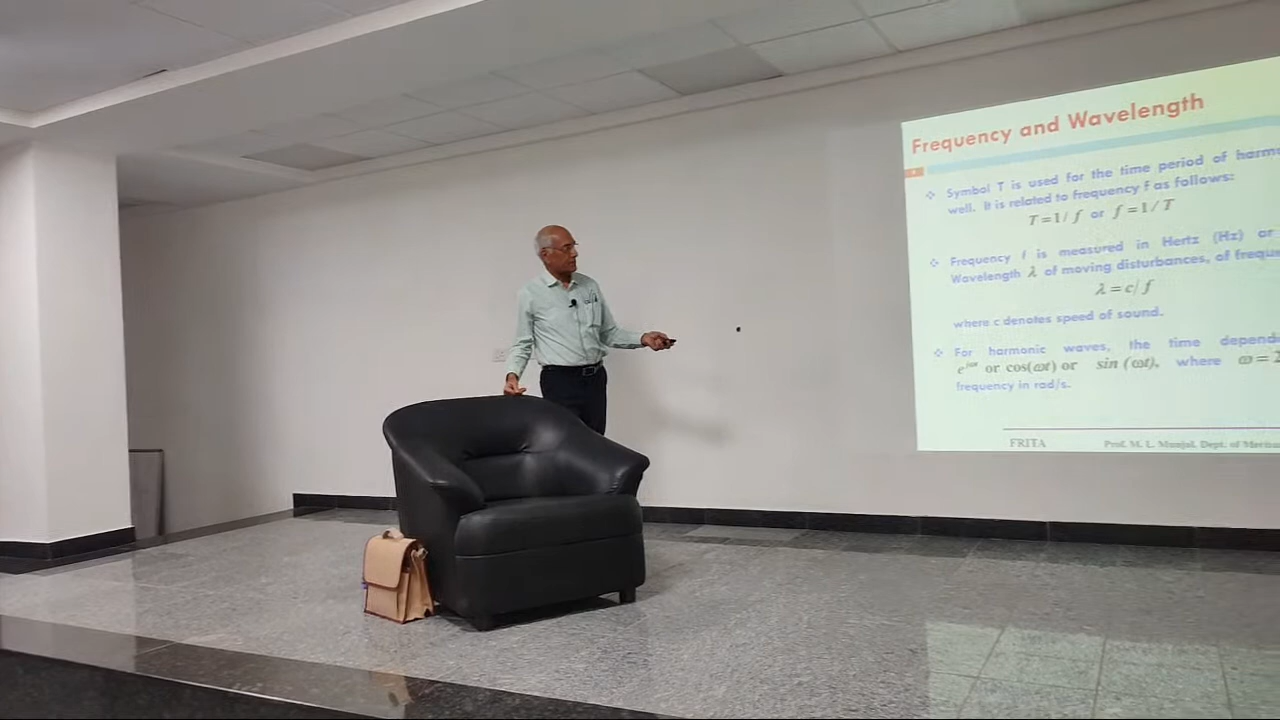 Frequency and Wavelength
Symbol T is used for the time period of harm
well. It is related to frequency f as follows:
T = 1 / f or f = 1 / T
Frequency f is measured in Hertz (Hz) or
Wavelength λ of moving disturbances, of freque
λ = c / f
where c denotes speed of sound.
For harmonic waves, the time depend
or cos(ωt) or sin (ωt), where ω = 2
frequency in rad/s.
FRITA Prof. M. L. Munjal, Dept. of